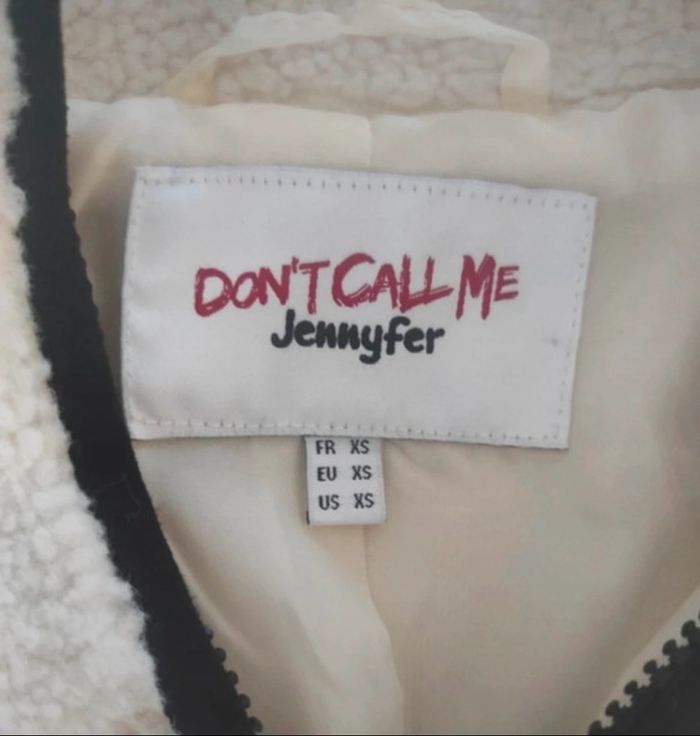 DON'T CALL ME
Jennyfer
FR XS
EU XS
US XS